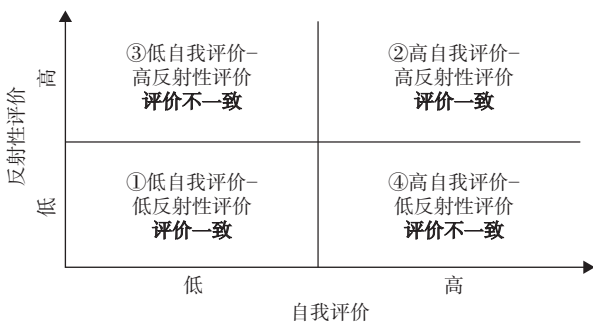 反射性评价
高
低
③低自我评价–
高反射性评价
评价不一致
②高自我评价–
高反射性评价
评价一致
①低自我评价–
低反射性评价
评价一致
④高自我评价–
低反射性评价
评价不一致
低
高
自我评价